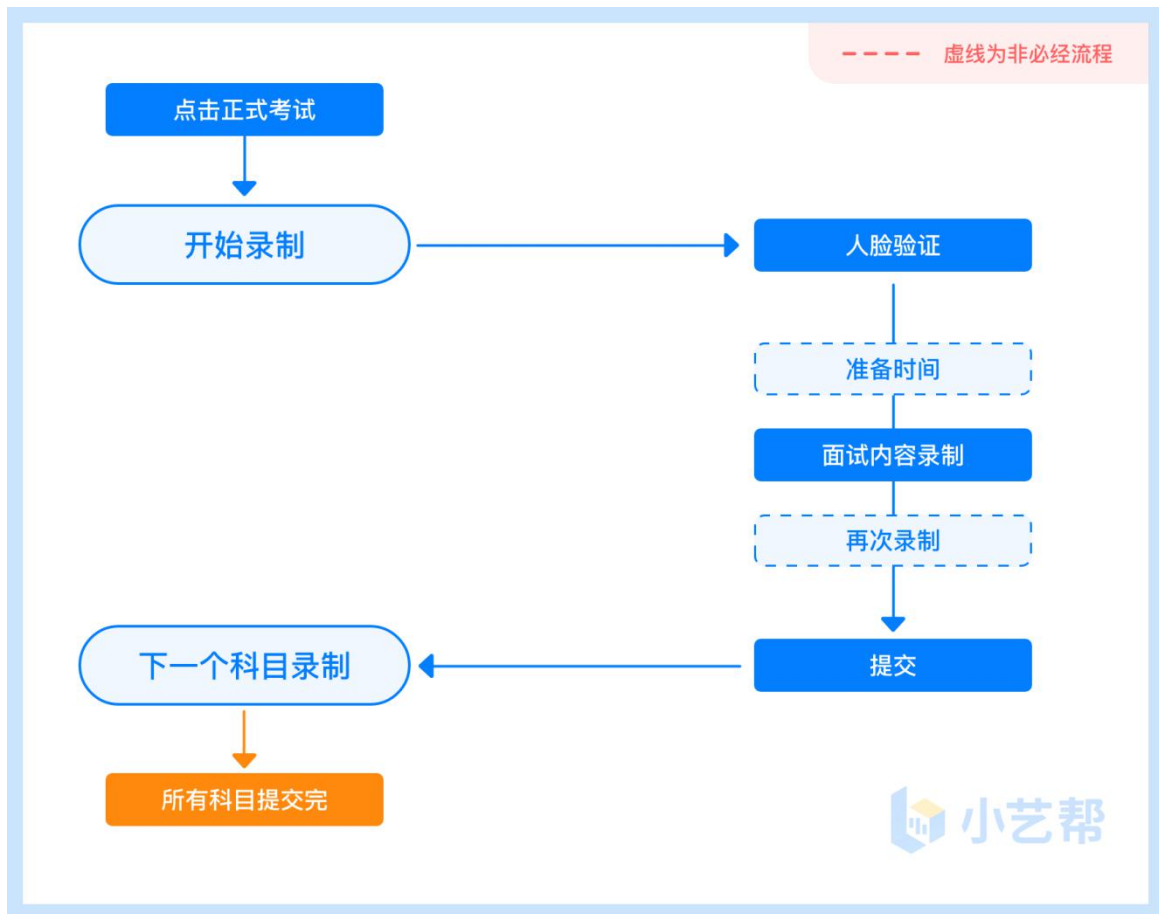 虚线为非必经流程
点击正式考试
开始录制
人脸验证
准备时间
面试内容录制
再次录制
提交
下一个科目录制
所有科目提交完
小艺帮